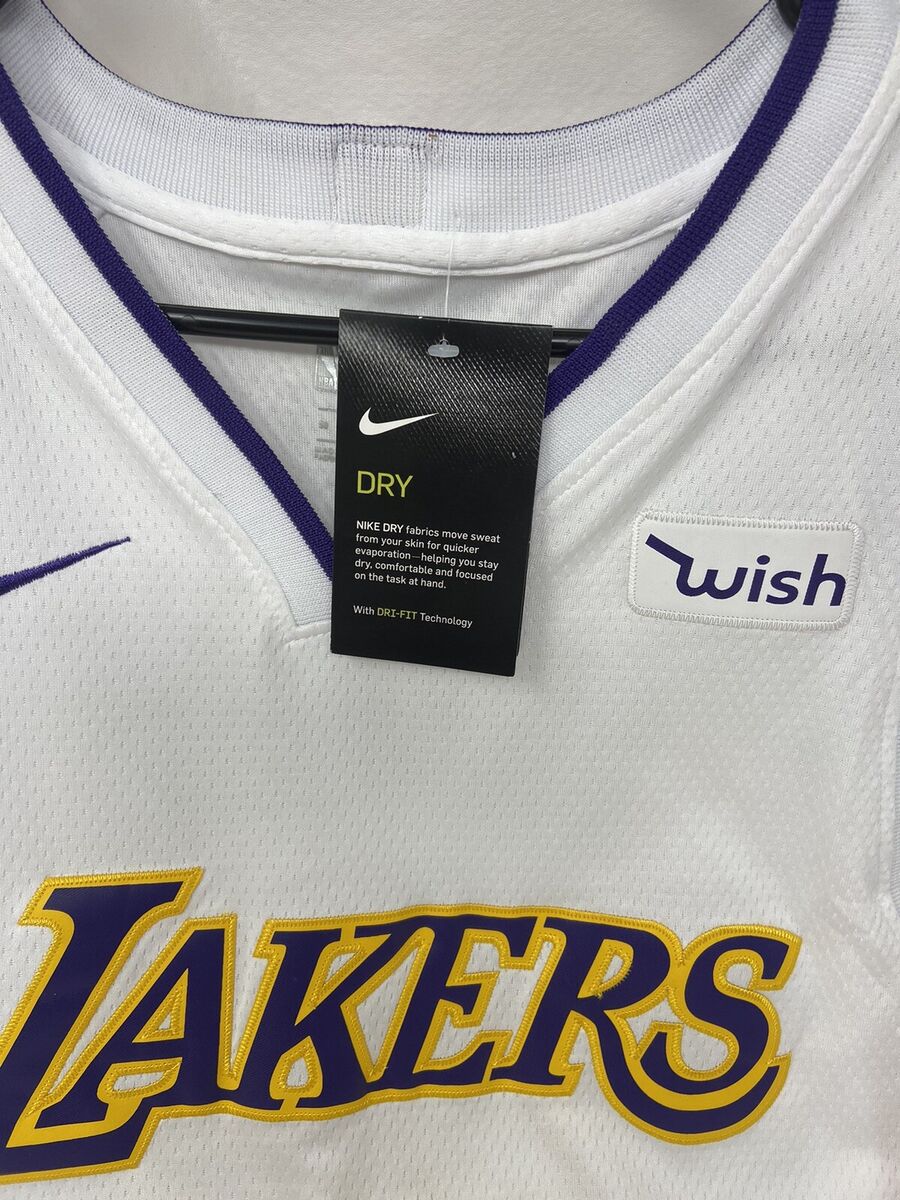 NBA
DRY
NIKE DRY fabrics move sweat
from your skin for quicker
evaporation—helping you stay
dry, comfortable and focused
on the task at hand.
With DRI-FIT Technology
wish
LAKERS